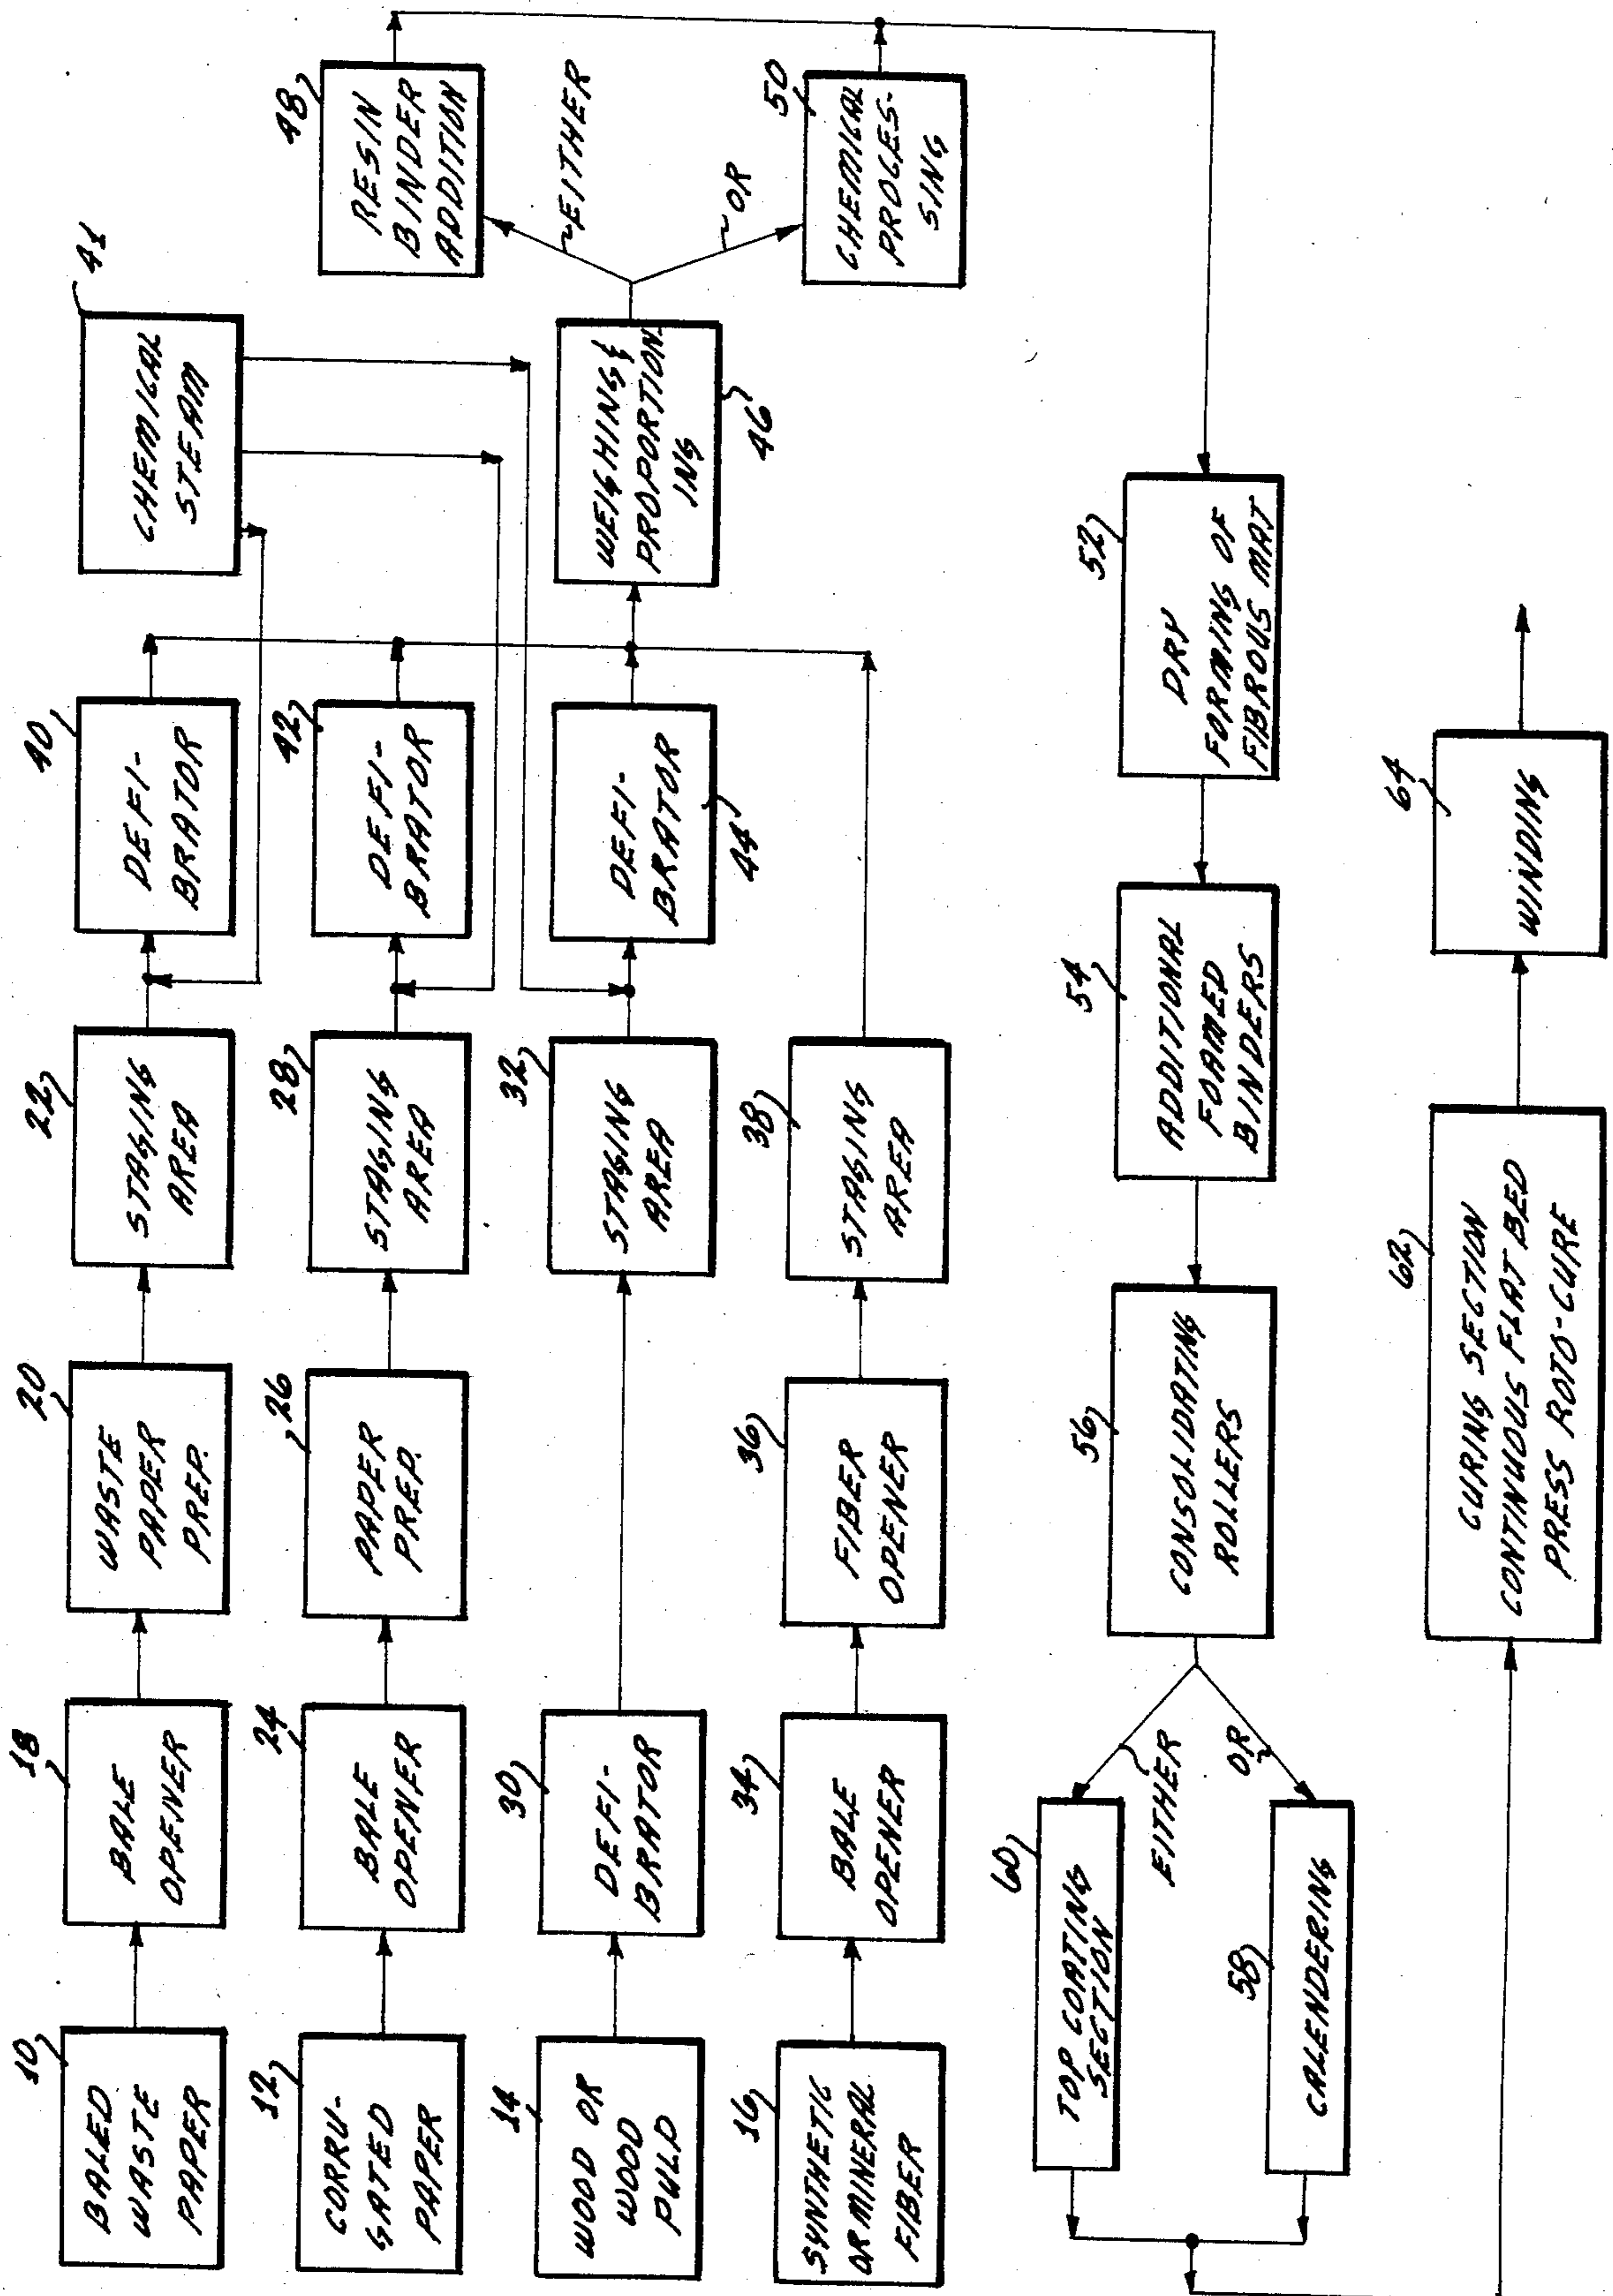 10
BALED
WASTE
PAPER
18
BALE
OPENER
20
WASTE
PAPER
PREP.
22
STAGING
AREA
40
DEFI-
BRATOR
41
CHEMICAL
STEAM
12
CORRU-
GATED
PAPER
24
BALE
OPENER
26
PAPER
PREP.
28
STAGING
AREA
42
DEFI-
BRATOR
48
RESIN
BINDER
ADDITION
14
WOOD OR
WOOD
PULP
30
DEFI-
BRATOR
32
STAGING
AREA
DEFI-
BRATOR
44
WEIGHING &
PROPORTION-
ING
46
EITHER
OR
16
SYNTHETIC
OR MINERAL
FIBER
34
BALE
OPENER
36
FIBER
OPENER
38
STAGING
AREA
50
CHEMICAL
PROCES-
SING
60
TOP COATING
SECTION
EITHER
OR
58
CALENDERING
56
CONSOLIDATING
ROLLERS
54
ADDITIONAL
FOAMED
BINDERS
52
DRY
FORMING OF
FIBROUS MAT
62
CURING SECTION
CONTINUOUS FLAT BED
PRESS ROTO-CURE
64
WINDING